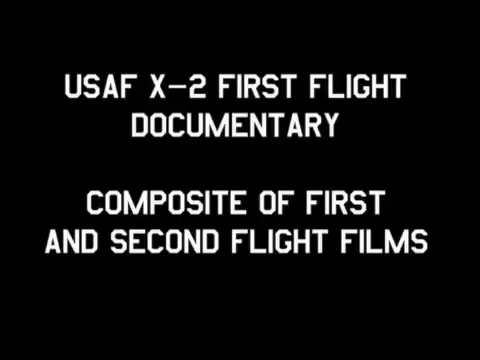 USAF X-2 FIRST FLIGHT
DOCUMENTARY
COMPOSITE OF FIRST
AND SECOND FLIGHT FILMS